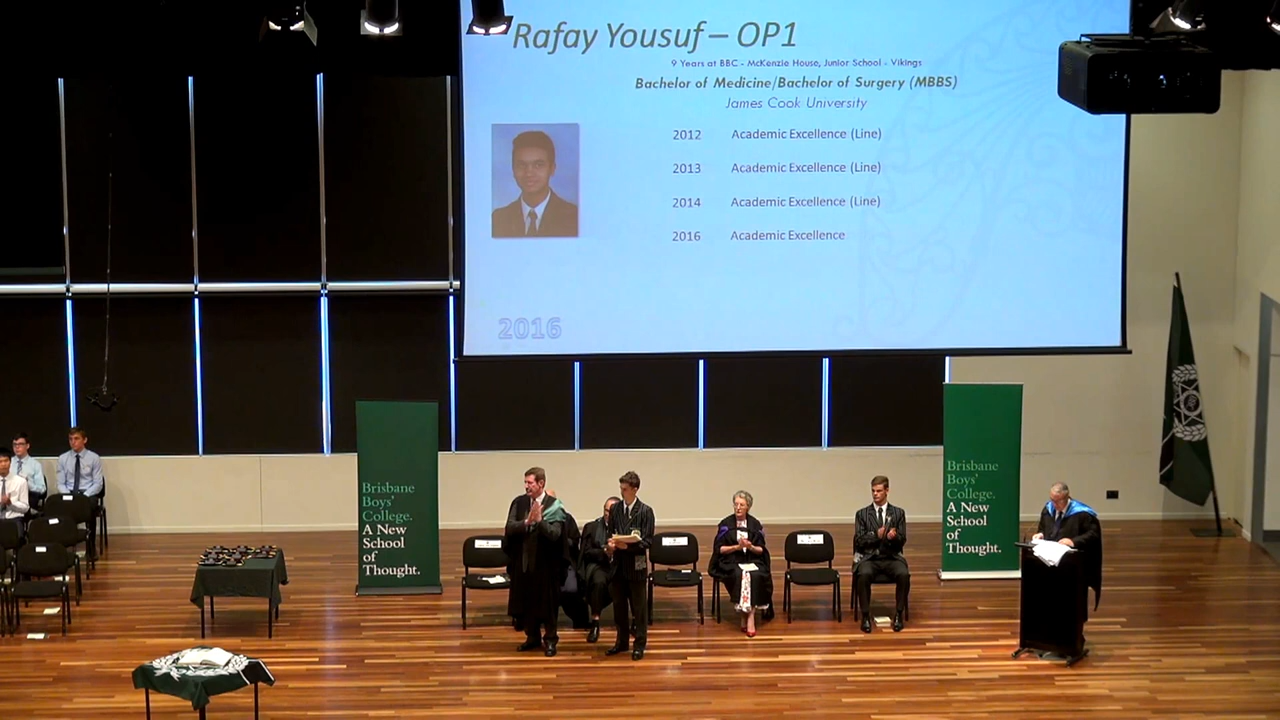 Rafay Yousuf – OP1
9 Years at BBC - McKenzie House, Junior School - Vikings
Bachelor of Medicine/Bachelor of Surgery (MBBS)
James Cook University
2012 Academic Excellence (Line)
2013 Academic Excellence (Line)
2014 Academic Excellence (Line)
2016 Academic Excellence
2016
Brisbane
Boys'
College.
A New
School
of
Thought.
Brisbane
Boys'
College.
A New
School
of
Thought.